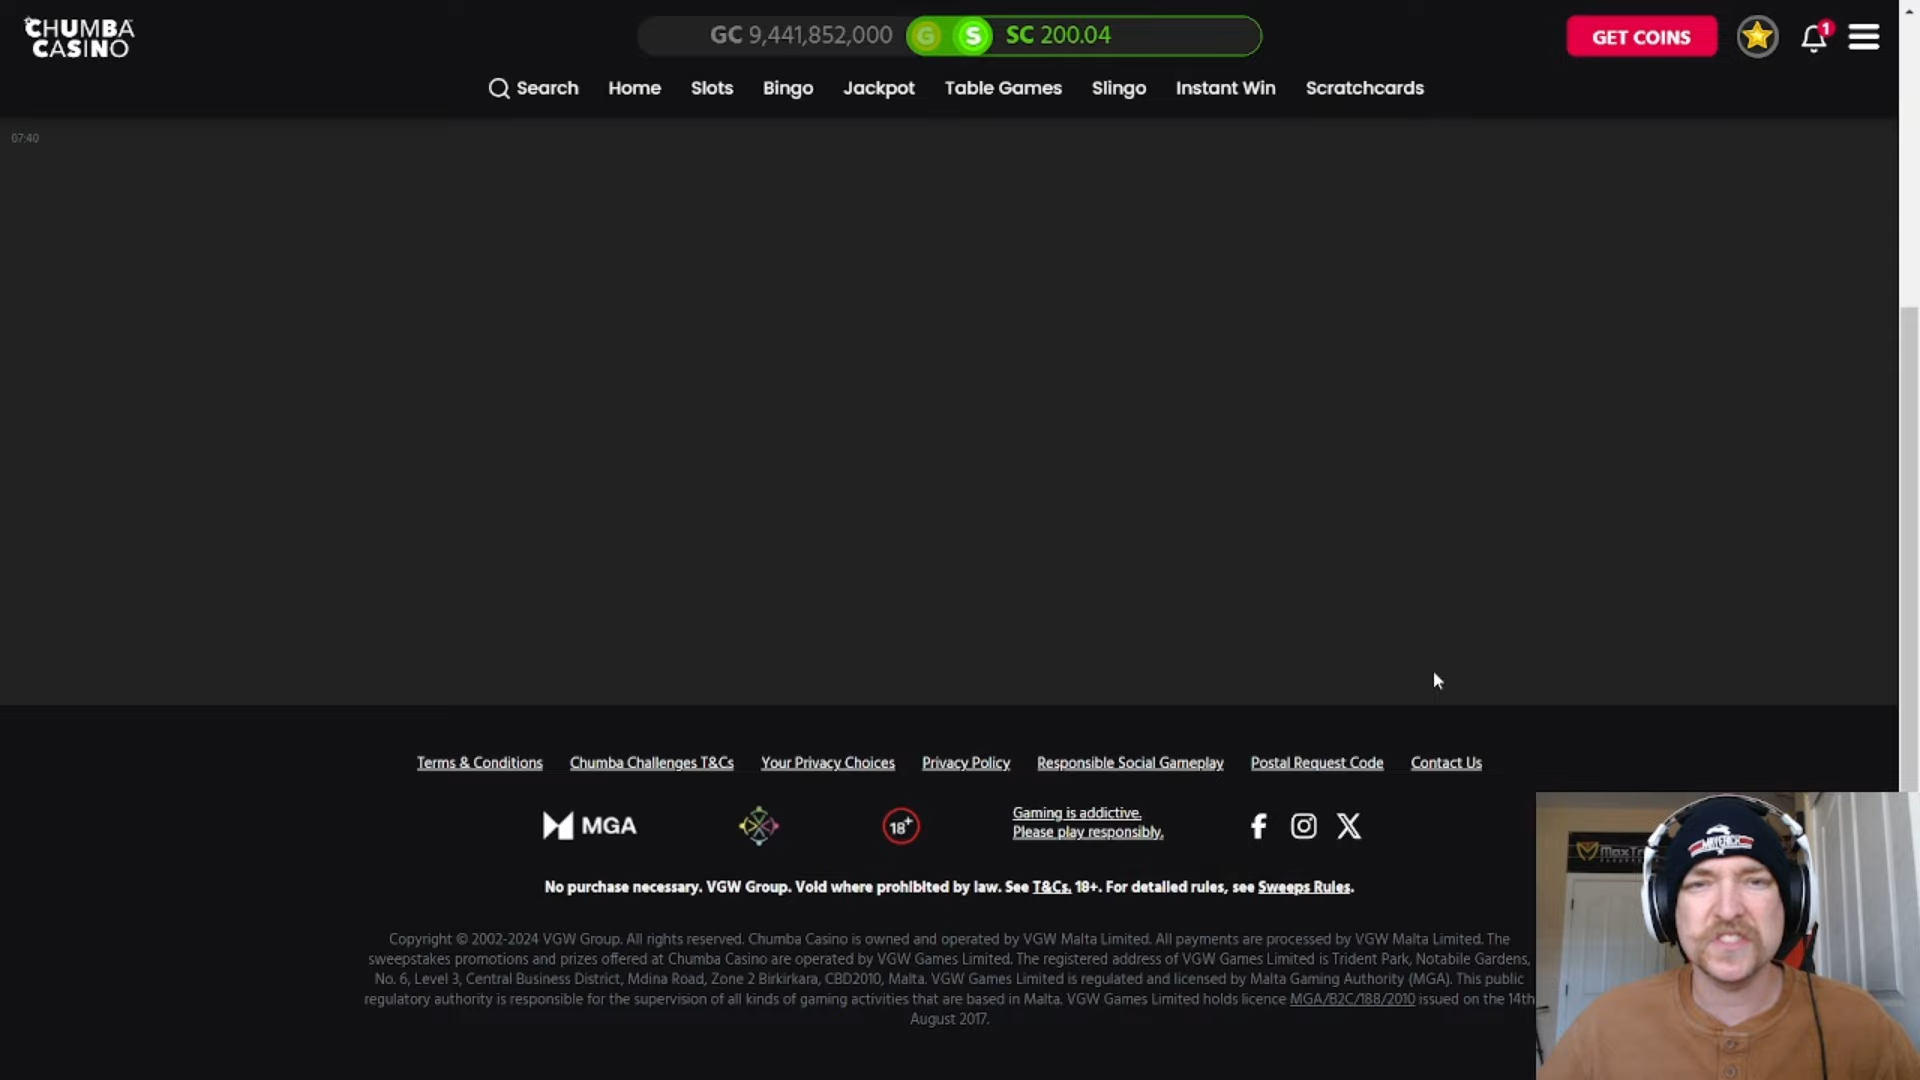 CHUMBA
CASINO
GC 9,441,852,000 G S SC 200.04
GET COINS
1
Search Home Slots Bingo Jackpot Table Games Slingo Instant Win Scratchcards
07:40
Terms & Conditions Chumba Challenges T&Cs Your Privacy Choices Privacy Policy Responsible Social Gameplay Postal Request Code Contact Us
MGA
18+
Gaming is addictive.
Please play responsibly.
No purchase necessary. VGW Group. Void where prohibited by law. See T&Cs. 18+. For detailed rules, see Sweeps Rules.
Copyright © 2002-2024 VGW Group. All rights reserved. Chumba Casino is owned and operated by VGW Malta Limited. All payments are processed by VGW Malta Limited. The
sweepstakes promotions and prizes offered at Chumba Casino are operated by VGW Games Limited. The registered address of VGW Games Limited is Trident Park, Notabile Gardens,
No. 6, Level 3, Central Business District, Mdina Road, Zone 2 Birkirkara, CBD2010, Malta. VGW Games Limited is regulated and licensed by Malta Gaming Authority (MGA). This public
regulatory authority is responsible for the supervision of all kinds of gaming activities that are based in Malta. VGW Games Limited holds licence MGA/B2C/188/2010 issued on the 14th
August 2017.
MAVERICK